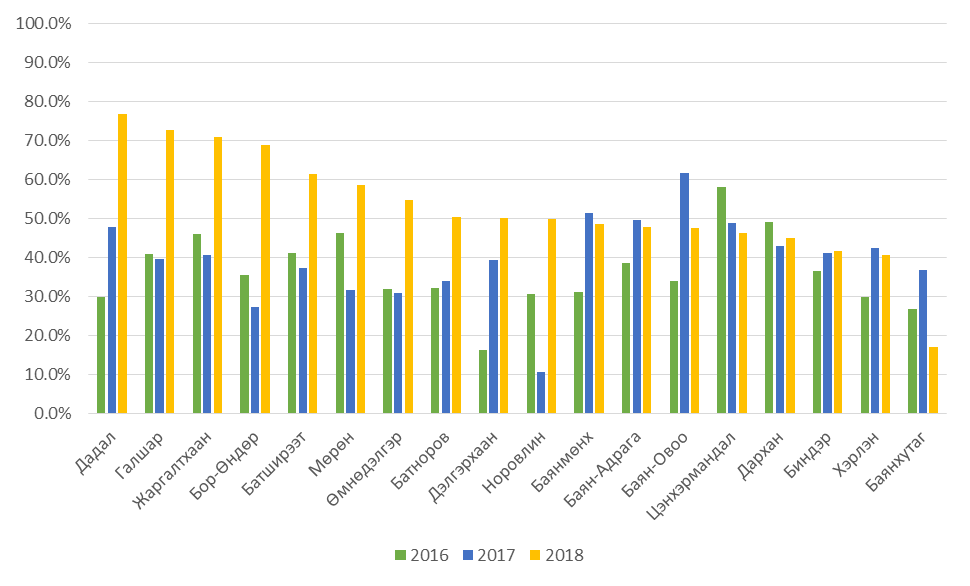 100.0%
90.0%
80.0%
70.0%
60.0%
50.0%
40.0%
30.0%
20.0%
10.0%
0.0%
Дадал
Галшар
Жаргалтхаан
Бор-Өндөр
Батширээт
Мөрөн
Өмнөдэлгэр
Батноров
Дэлгэрхаан
Норовлин
Баянмөнх
Баян-Адрага
Баян-Овоо
Цэнхэрмандал
Дархан
Биндэр
Хэрлэн
Баянхутаг
2016 2017 2018